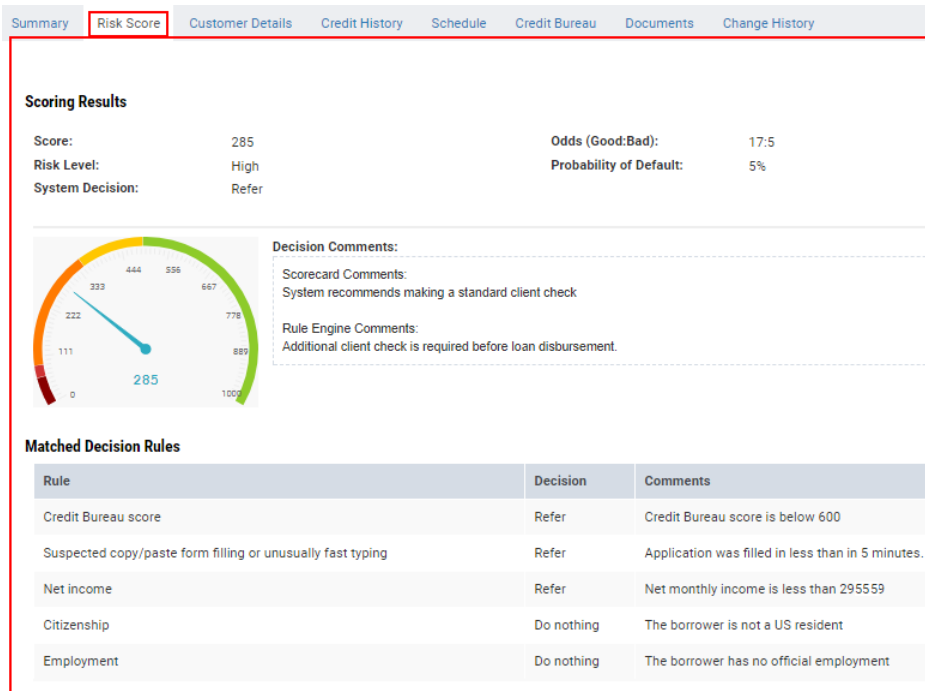 Summary Risk Score Customer Details Credit History Schedule Credit Bureau Documents Change History
Scoring Results
Score: 285 Odds (Good:Bad): 17:5
Risk Level: High Probability of Default: 5%
System Decision: Refer
Decision Comments:
Scorecard Comments:
System recommends making a standard client check
Rule Engine Comments:
Additional client check is required before loan disbursement.
0
111
222
333
444
556
667
778
889
1000
285
Matched Decision Rules
Rule Decision Comments
Credit Bureau score Refer Credit Bureau score is below 600
Suspected copy/paste form filling or unusually fast typing Refer Application was filled in less than in 5 minutes.
Net income Refer Net monthly income is less than 295559
Citizenship Do nothing The borrower is not a US resident
Employment Do nothing The borrower has no official employment